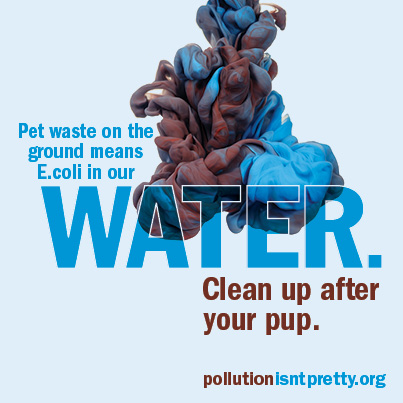 Pet waste on the
ground means
E.coli in our
WATER.
Clean up after
your pup.
pollutionisntpretty.org